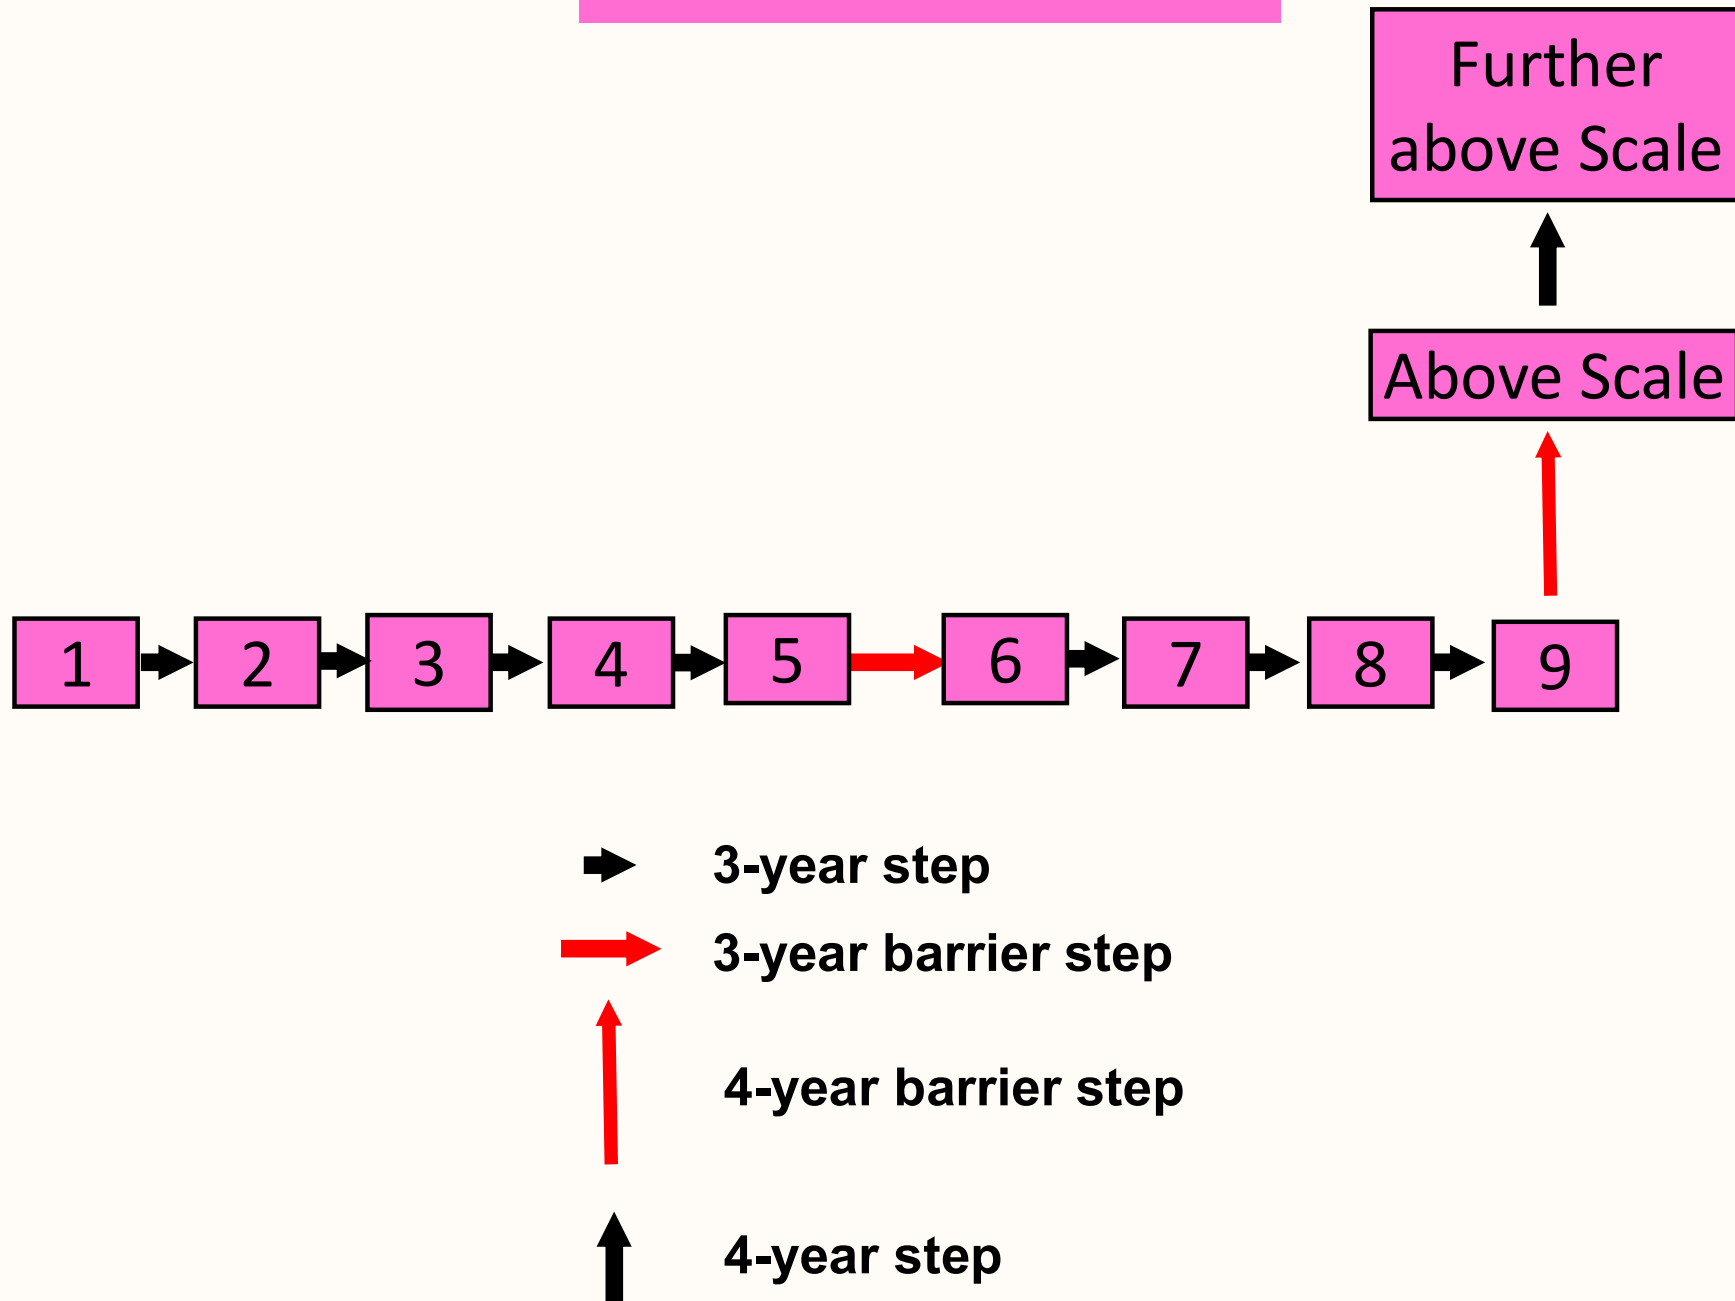 Further
above Scale
Above Scale
1 2 3 4 5 6 7 8 9
3-year step
3-year barrier step
4-year barrier step
4-year step